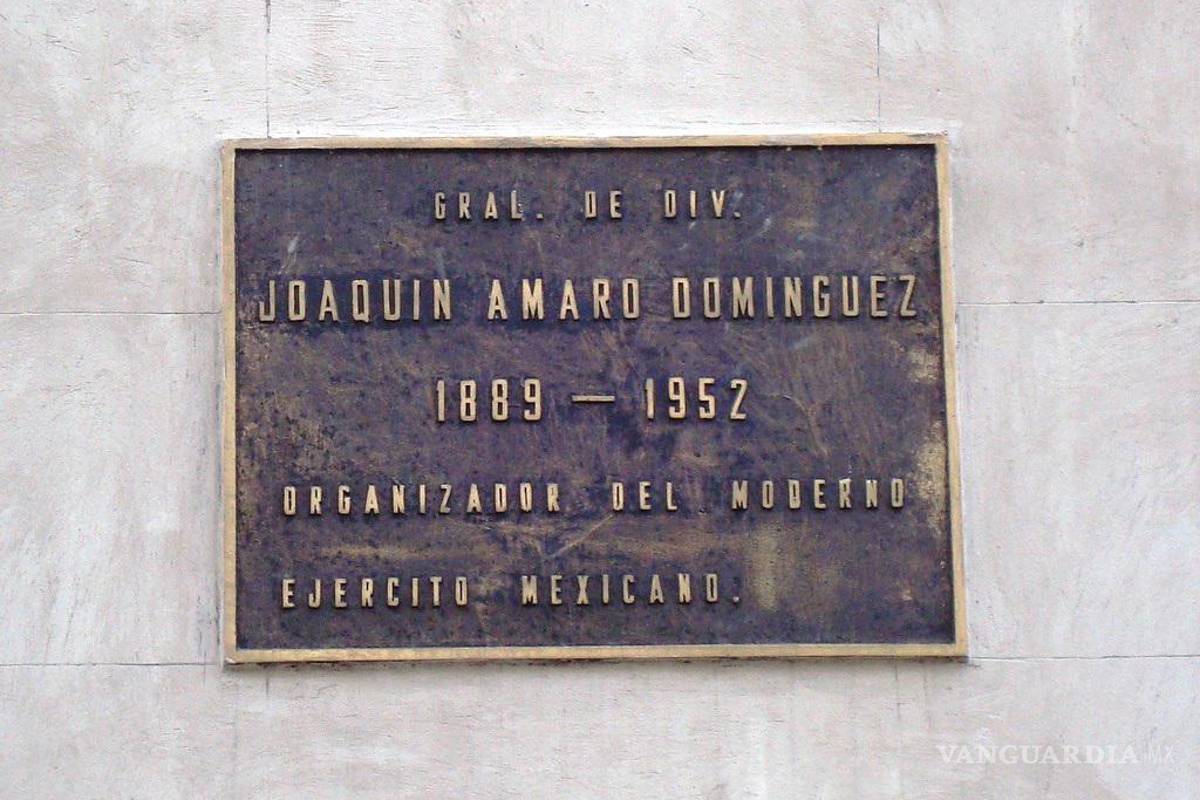 GRAL. DE DIV.
JOAQUIN AMARO DOMINGUEZ
1889 — 1952
ORGANIZADOR DEL MODERNO
EJERCITO MEXICANO.
VANGUARDIA MX